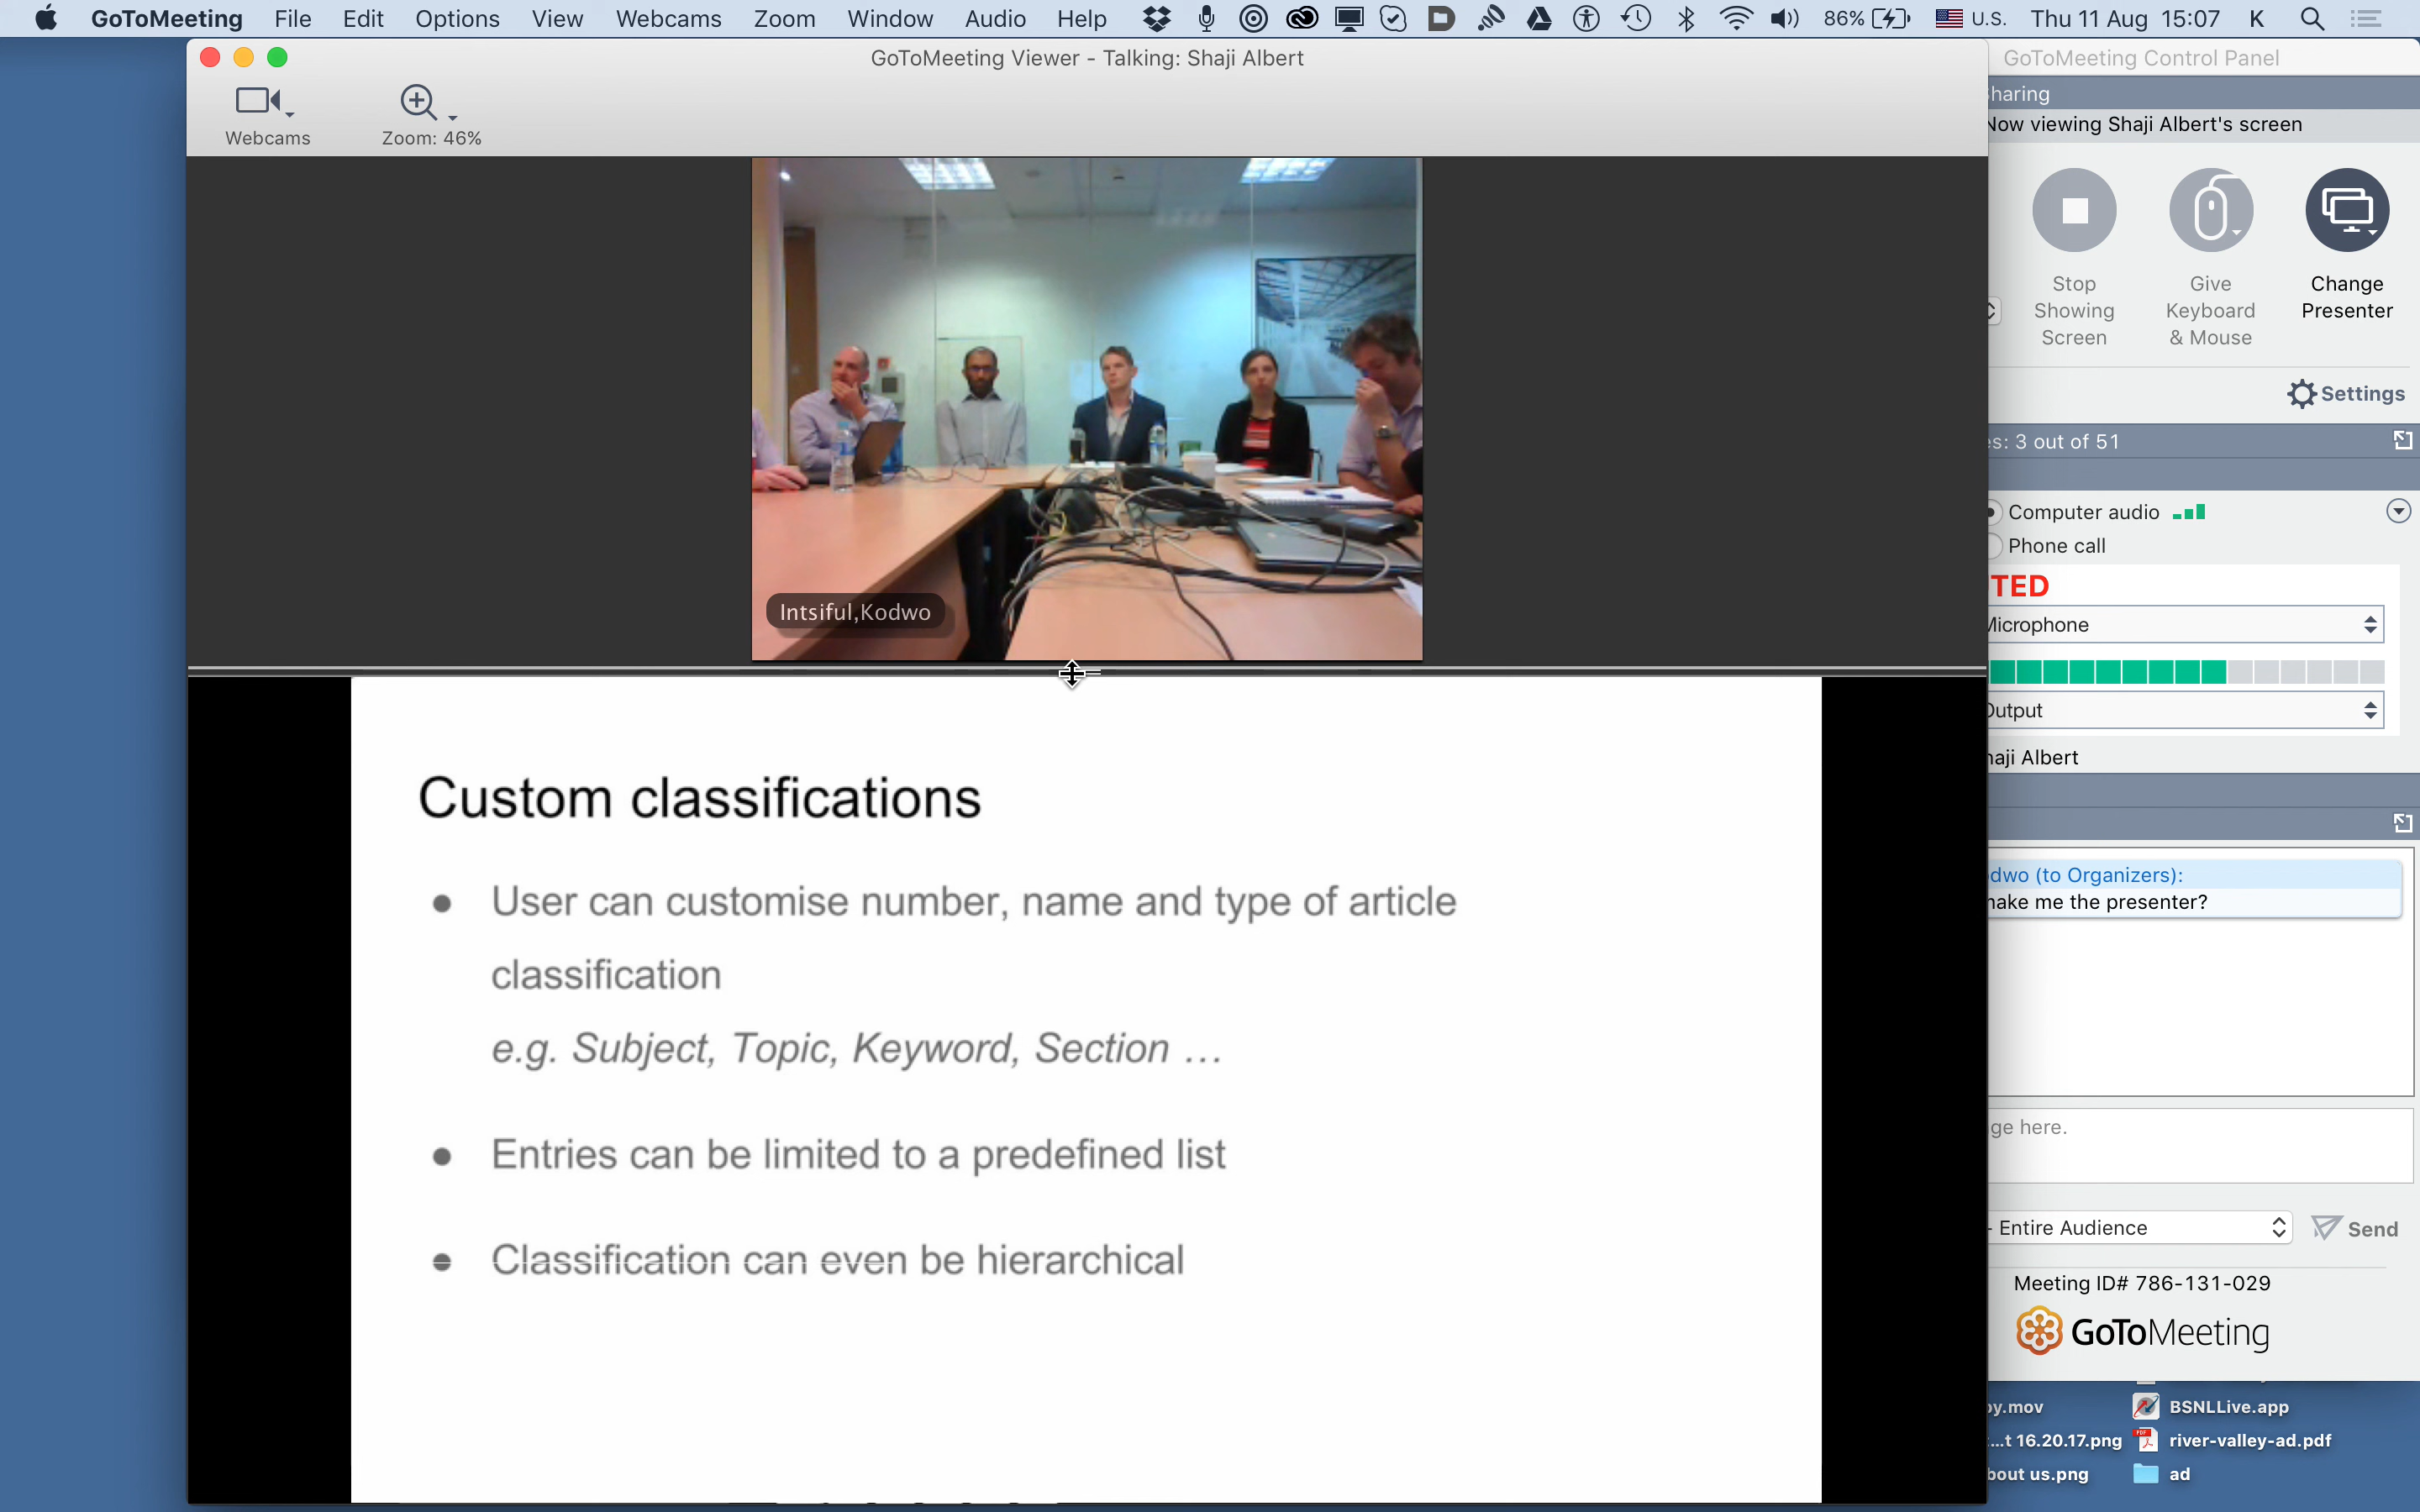 GoToMeeting File Edit Options View Webcams Zoom Window Audio Help 86% U.S. Thu 11 Aug 15:07 K
GoToMeeting Viewer - Talking: Shaji Albert
Webcams
Zoom: 46%
Intsiful,Kodwo
Custom classifications
● User can customise number, name and type of article
classification
e.g. Subject, Topic, Keyword, Section ...
● Entries can be limited to a predefined list
● Classification can even be hierarchical
GoToMeeting Control Panel
haring
Now viewing Shaji Albert's screen
Stop
Showing
Screen
Give
Keyboard
& Mouse
Change
Presenter
Settings
es: 3 out of 51
Computer audio
Phone call
TED
Microphone
Output
haji Albert
dwo (to Organizers):
make me the presenter?
ge here.
- Entire Audience
Send
Meeting ID# 786-131-029
GoToMeeting
by.mov
BSNLLive.app
...t 16.20.17.png
river-valley-ad.pdf
bout us.png
ad